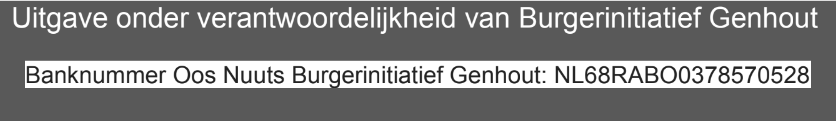 Uitgave onder verantwoordelijkheid van Burgerinitiatief Genhout
Banknummer Oos Nuuts Burgerinitiatief Genhout: NL68RABO0378570528